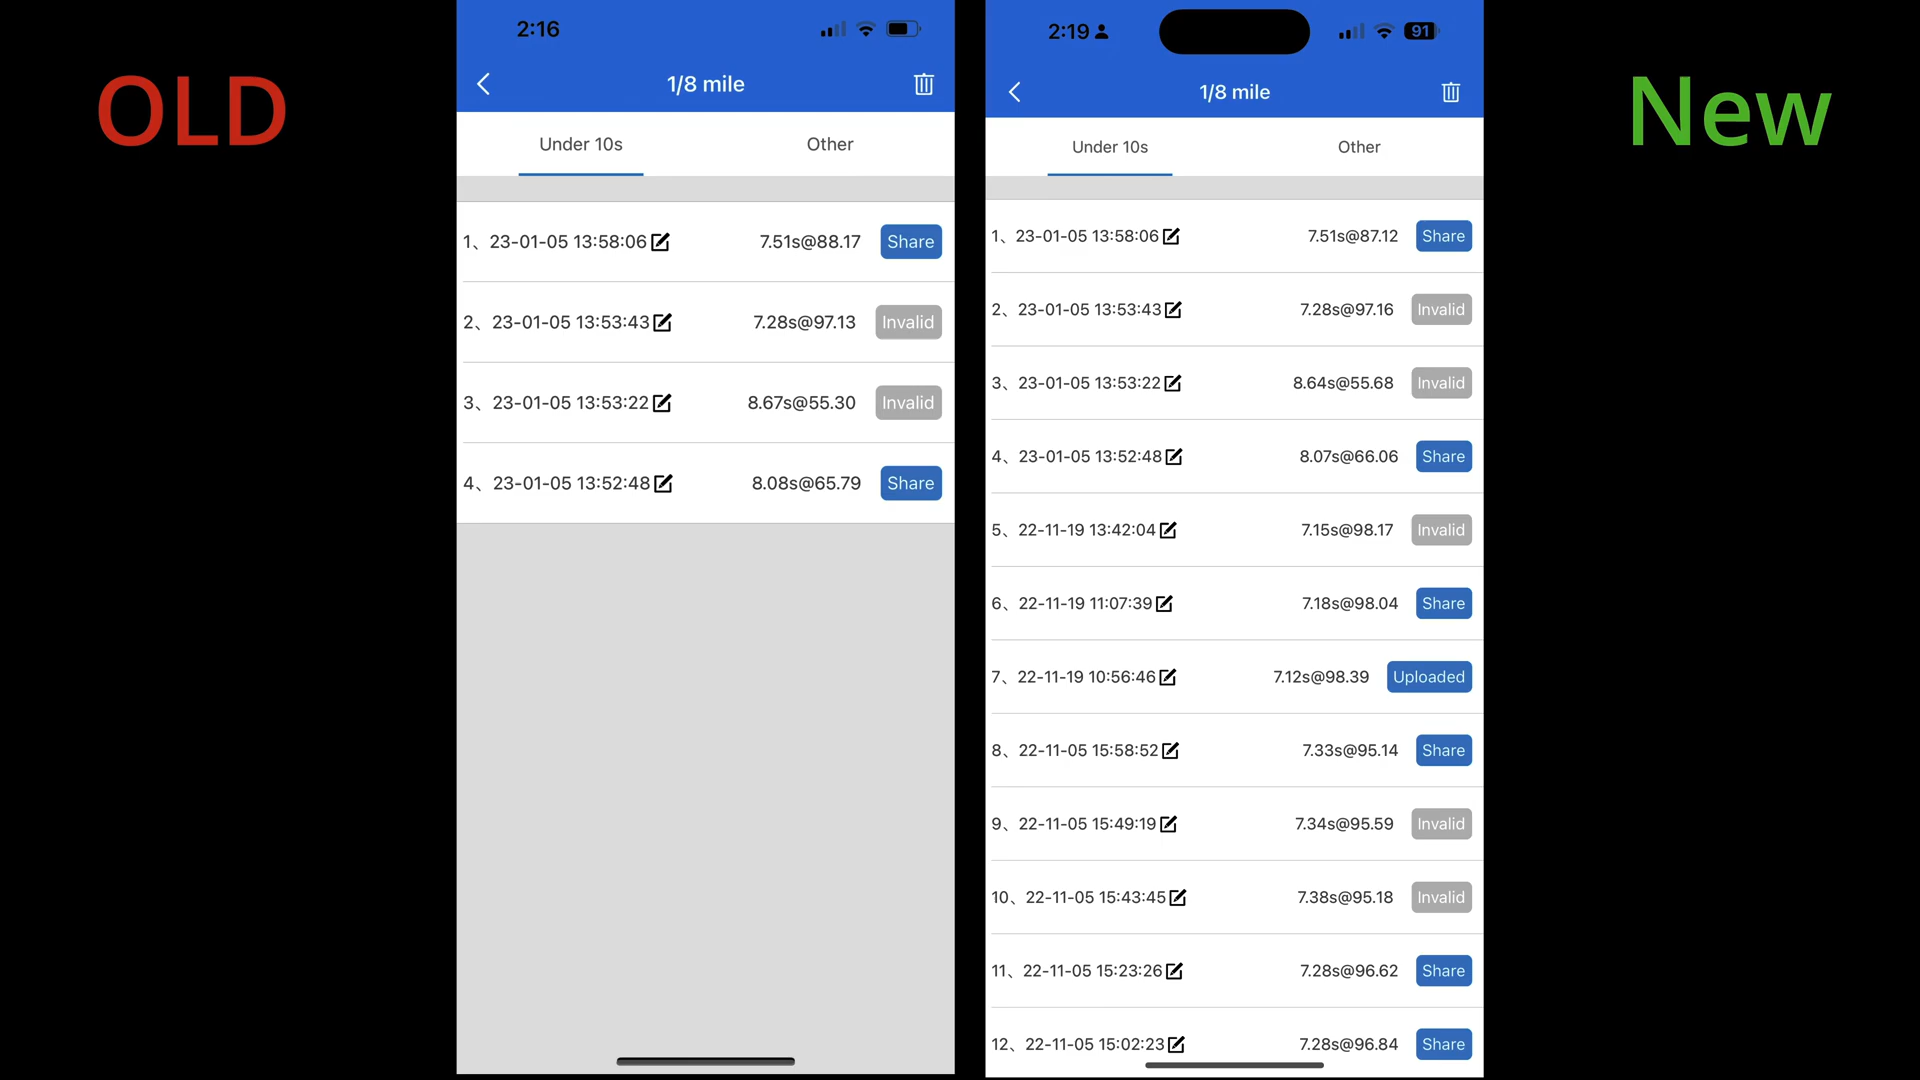 OLD
2:16
1/8 mile
Under 10s Other
1、23-01-05 13:58:06 7.51s@88.17 Share
2、23-01-05 13:53:43 7.28s@97.13 Invalid
3、23-01-05 13:53:22 8.67s@55.30 Invalid
4、23-01-05 13:52:48 8.08s@65.79 Share
New
2:19 91
1/8 mile
Under 10s Other
1、23-01-05 13:58:06 7.51s@87.12 Share
2、23-01-05 13:53:43 7.28s@97.16 Invalid
3、23-01-05 13:53:22 8.64s@55.68 Invalid
4、23-01-05 13:52:48 8.07s@66.06 Share
5、22-11-19 13:42:04 7.15s@98.17 Invalid
6、22-11-19 11:07:39 7.18s@98.04 Share
7、22-11-19 10:56:46 7.12s@98.39 Uploaded
8、22-11-05 15:58:52 7.33s@95.14 Share
9、22-11-05 15:49:19 7.34s@95.59 Invalid
10、22-11-05 15:43:45 7.38s@95.18 Invalid
11、22-11-05 15:23:26 7.28s@96.62 Share
12、22-11-05 15:02:23 7.28s@96.84 Share